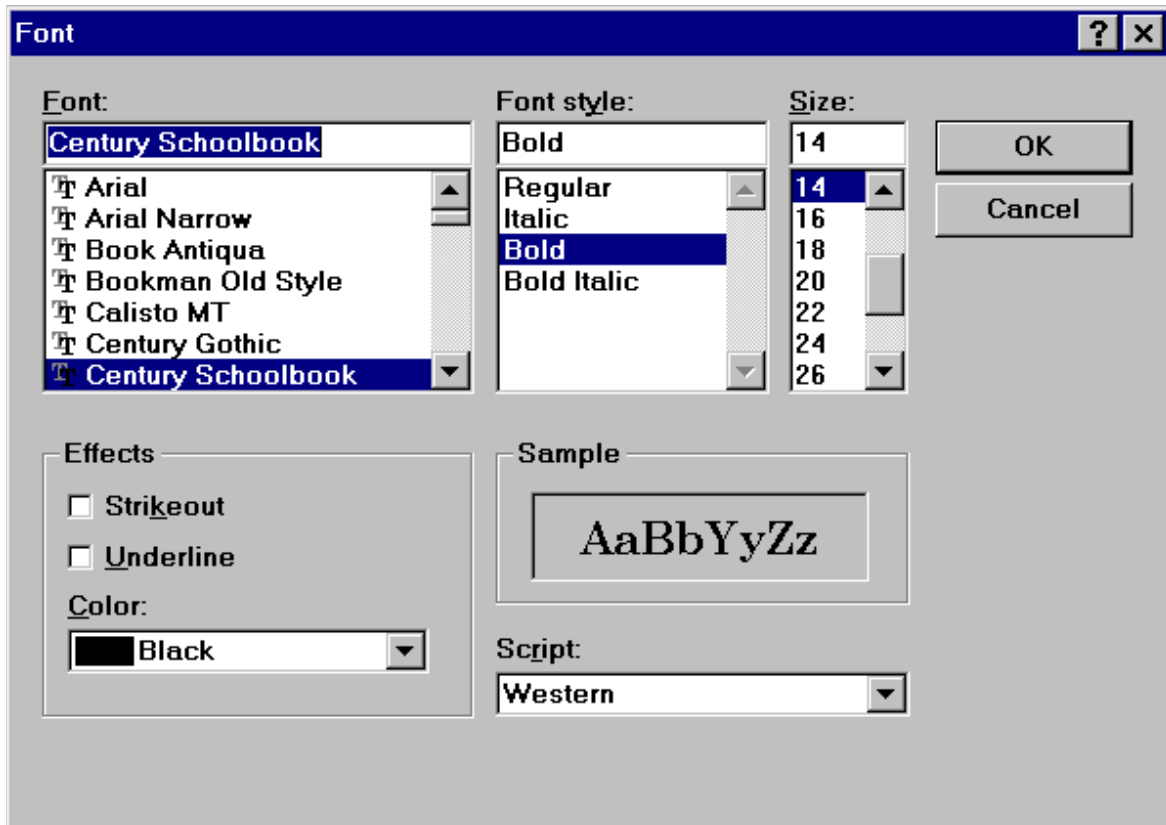 Font
Font:
Century Schoolbook
Arial
Arial Narrow
Book Antiqua
Bookman Old Style
Calisto MT
Century Gothic
Century Schoolbook
Font style:
Bold
Regular
Italic
Bold
Bold Italic
Size:
14
14
16
18
20
22
24
26
OK
Cancel
Effects
Strikeout
Underline
Color:
Black
Sample
AaBbYyZz
Script:
Western